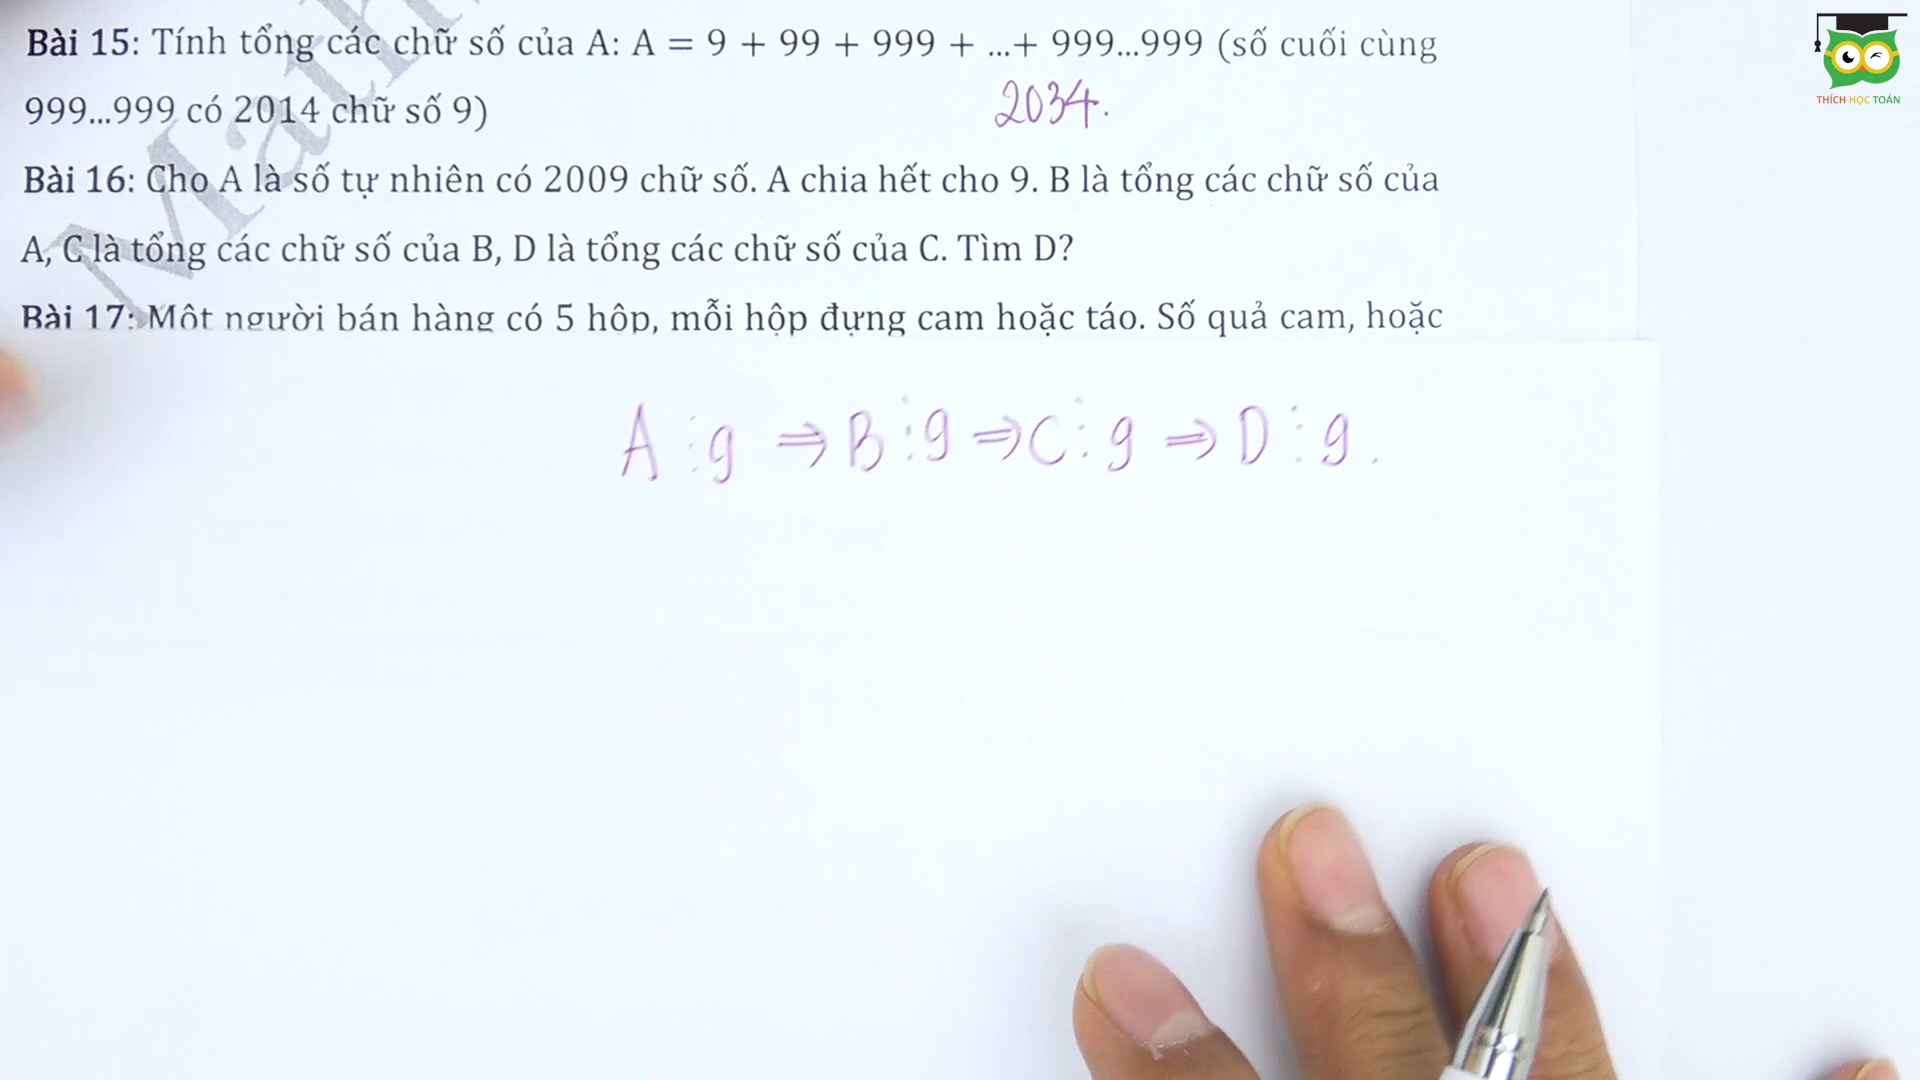 Bài 15: Tính tổng các chữ số của A: A = 9 + 99 + 999 + ...+ 999...999 (số cuối cùng
999...999 có 2014 chữ số 9)
2034.
Bài 16: Cho A là số tự nhiên có 2009 chữ số. A chia hết cho 9. B là tổng các chữ số của
A, C là tổng các chữ số của B, D là tổng các chữ số của C. Tìm D?
Bài 17: Một người bán hàng có 5 hộp, mỗi hộp đựng cam hoặc táo. Số quả cam, hoặc
A ⋮ 9 ⇒ B ⋮ 9 ⇒ C ⋮ 9 ⇒ D ⋮ 9.
THÍCH HỌC TOÁN
Math